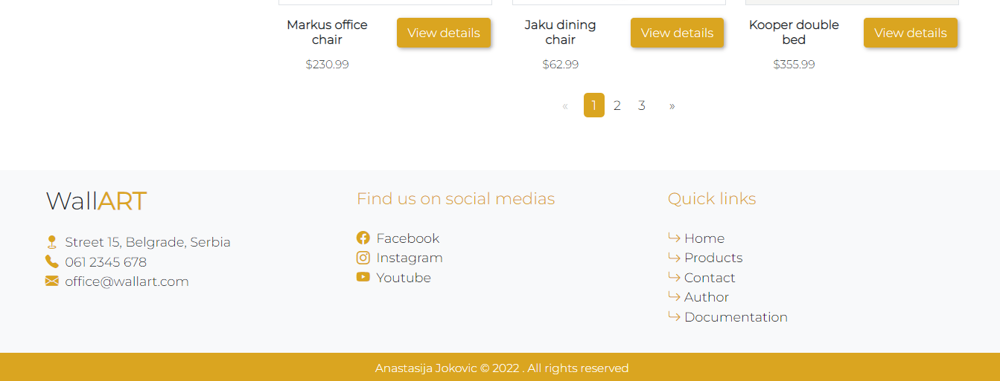 Markus office
chair
View details
$230.99
Jaku dining
chair
View details
$62.99
Kooper double
bed
View details
$355.99
« 1 2 3 »
WallART
Street 15, Belgrade, Serbia
061 2345 678
office@wallart.com
Find us on social medias
Facebook
Instagram
Youtube
Quick links
Home
Products
Contact
Author
Documentation
Anastasija Jokovic © 2022 . All rights reserved